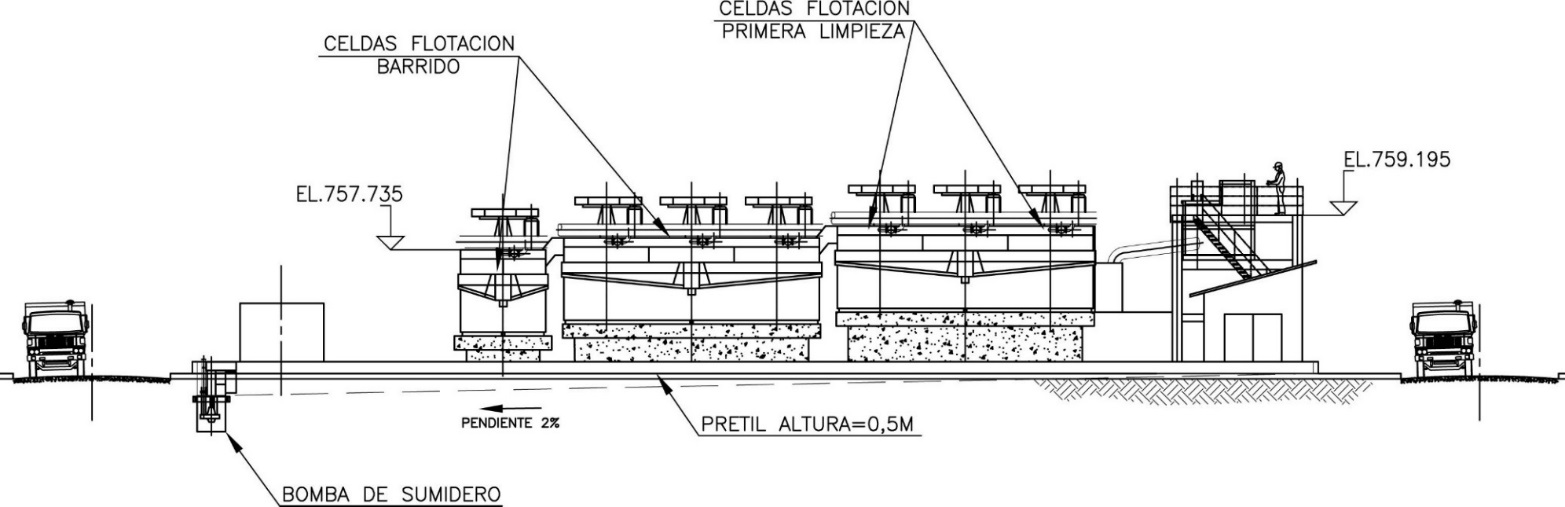 CELDAS FLOTACION
PRIMERA LIMPIEZA
CELDAS FLOTACION
BARRIDO
EL.759.195
EL.757.735
PENDIENTE 2%
PRETIL ALTURA=0,5M
BOMBA DE SUMIDERO